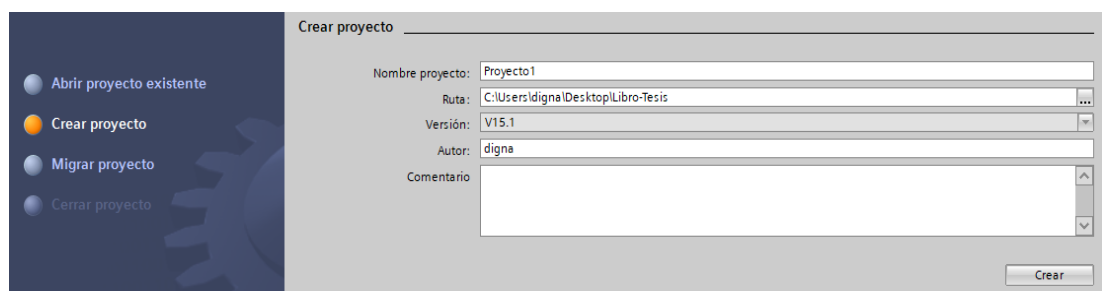 Abrir proyecto existente
Crear proyecto
Migrar proyecto
Cerrar proyecto
Crear proyecto
Nombre proyecto: Proyecto1
Ruta: C:\Users\digna\Desktop\Libro-Tesis ...
Versión: V15.1
Autor: digna
Comentario
Crear